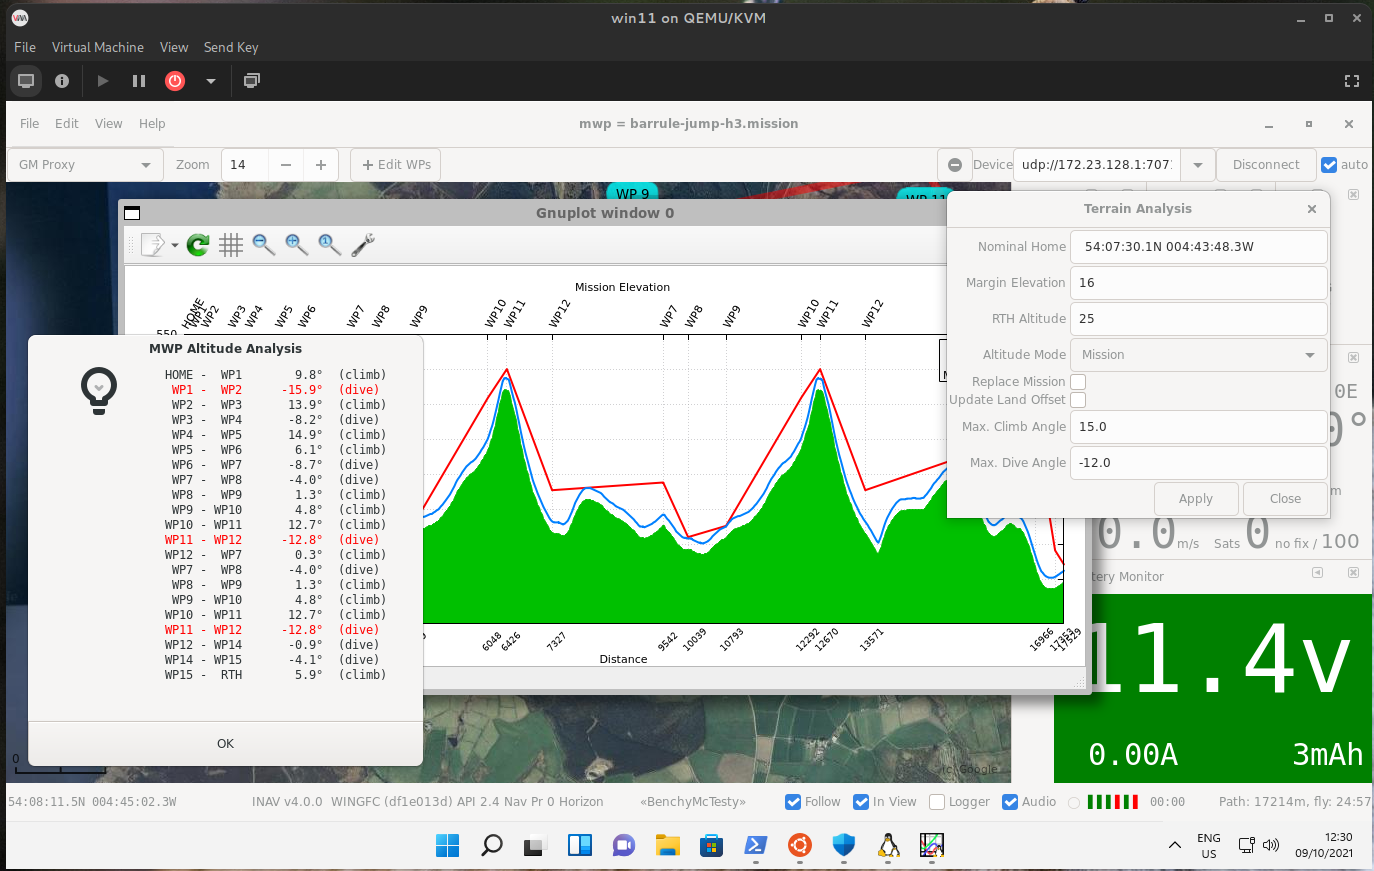 win11 on QEMU/KVM
File Virtual Machine View Send Key
File Edit View Help
mwp = barrule-jump-h3.mission
GM Proxy Zoom 14 Edit WPs Device udp://172.23.128.1:707 Disconnect auto
WP 9
WP 11
Gnuplot window 0
Mission Elevation
HOME WP1 WP2 WP3 WP4 WP5 WP6 WP7 WP8 WP9 WP10 WP11 WP12 WP7 WP8 WP9 WP10 WP11 WP12
550
6048 6426 7327 9542 10039 10793 12292 12670 13571 16966 17353 17529
Distance
Terrain Analysis
Nominal Home 54:07:30.1N 004:43:48.3W
Margin Elevation 16
RTH Altitude 25
Altitude Mode Mission
Replace Mission
Update Land Offset
Max. Climb Angle 15.0
Max. Dive Angle -12.0
Apply Close
MWP Altitude Analysis
HOME - WP1 9.8° (climb)
WP1 - WP2 -15.9° (dive)
WP2 - WP3 13.9° (climb)
WP3 - WP4 -8.2° (dive)
WP4 - WP5 14.9° (climb)
WP5 - WP6 6.1° (climb)
WP6 - WP7 -8.7° (dive)
WP7 - WP8 -4.0° (dive)
WP8 - WP9 1.3° (climb)
WP9 - WP10 4.8° (climb)
WP10 - WP11 12.7° (climb)
WP11 - WP12 -12.8° (dive)
WP12 - WP7 0.3° (climb)
WP7 - WP8 -4.0° (dive)
WP8 - WP9 1.3° (climb)
WP9 - WP10 4.8° (climb)
WP10 - WP11 12.7° (climb)
WP11 - WP12 -12.8° (dive)
WP12 - WP14 -0.9° (dive)
WP14 - WP15 -4.1° (dive)
WP15 - RTH 5.9° (climb)
OK
0E
0°
m
0.0 m/s Sats 0 no fix / 100
tery Monitor
11.4v
0.00A 3mAh
0
(c) Google
54:08:11.5N 004:45:02.3W INAV v4.0.0 WINGFC (df1e013d) API 2.4 Nav Pr 0 Horizon «BenchyMcTesty» Follow In View Logger Audio 00:00 Path: 17214m, fly: 24:57
ENG
US
12:30
09/10/2021